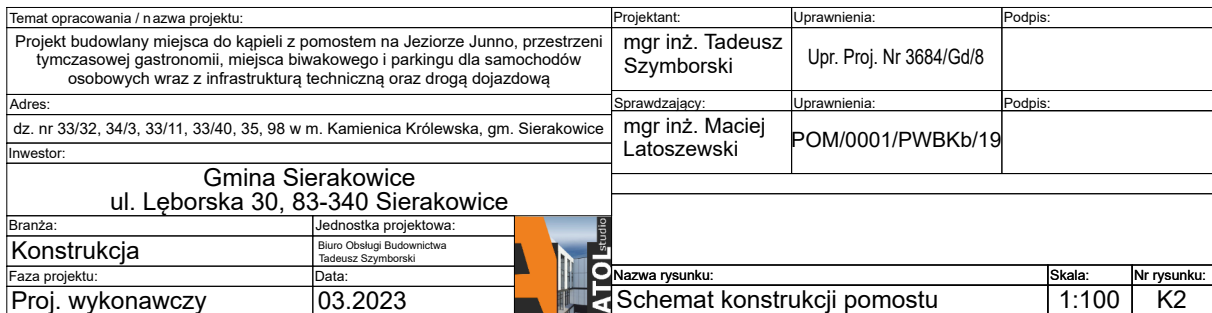 Temat opracowania / nazwa projektu:
Projekt budowlany miejsca do kąpieli z pomostem na Jeziorze Junno, przestrzeni
tymczasowej gastronomii, miejsca biwakowego i parkingu dla samochodów
osobowych wraz z infrastrukturą techniczną oraz drogą dojazdową
Adres:
dz. nr 33/32, 34/3, 33/11, 33/40, 35, 98 w m. Kamienica Królewska, gm. Sierakowice
Inwestor:
Gmina Sierakowice
ul. Lęborska 30, 83-340 Sierakowice
Branża:
Konstrukcja
Jednostka projektowa:
Biuro Obsługi Budownictwa
Tadeusz Szymborski
Faza projektu:
Proj. wykonawczy
Data:
03.2023
ATOL studio
Projektant:
mgr inż. Tadeusz
Szymborski
Uprawnienia:
Upr. Proj. Nr 3684/Gd/8
Podpis:
Sprawdzający:
mgr inż. Maciej
Latoszewski
Uprawnienia:
POM/0001/PWBKb/19
Podpis:
Nazwa rysunku:
Schemat konstrukcji pomostu
Skala:
1:100
Nr rysunku:
K2